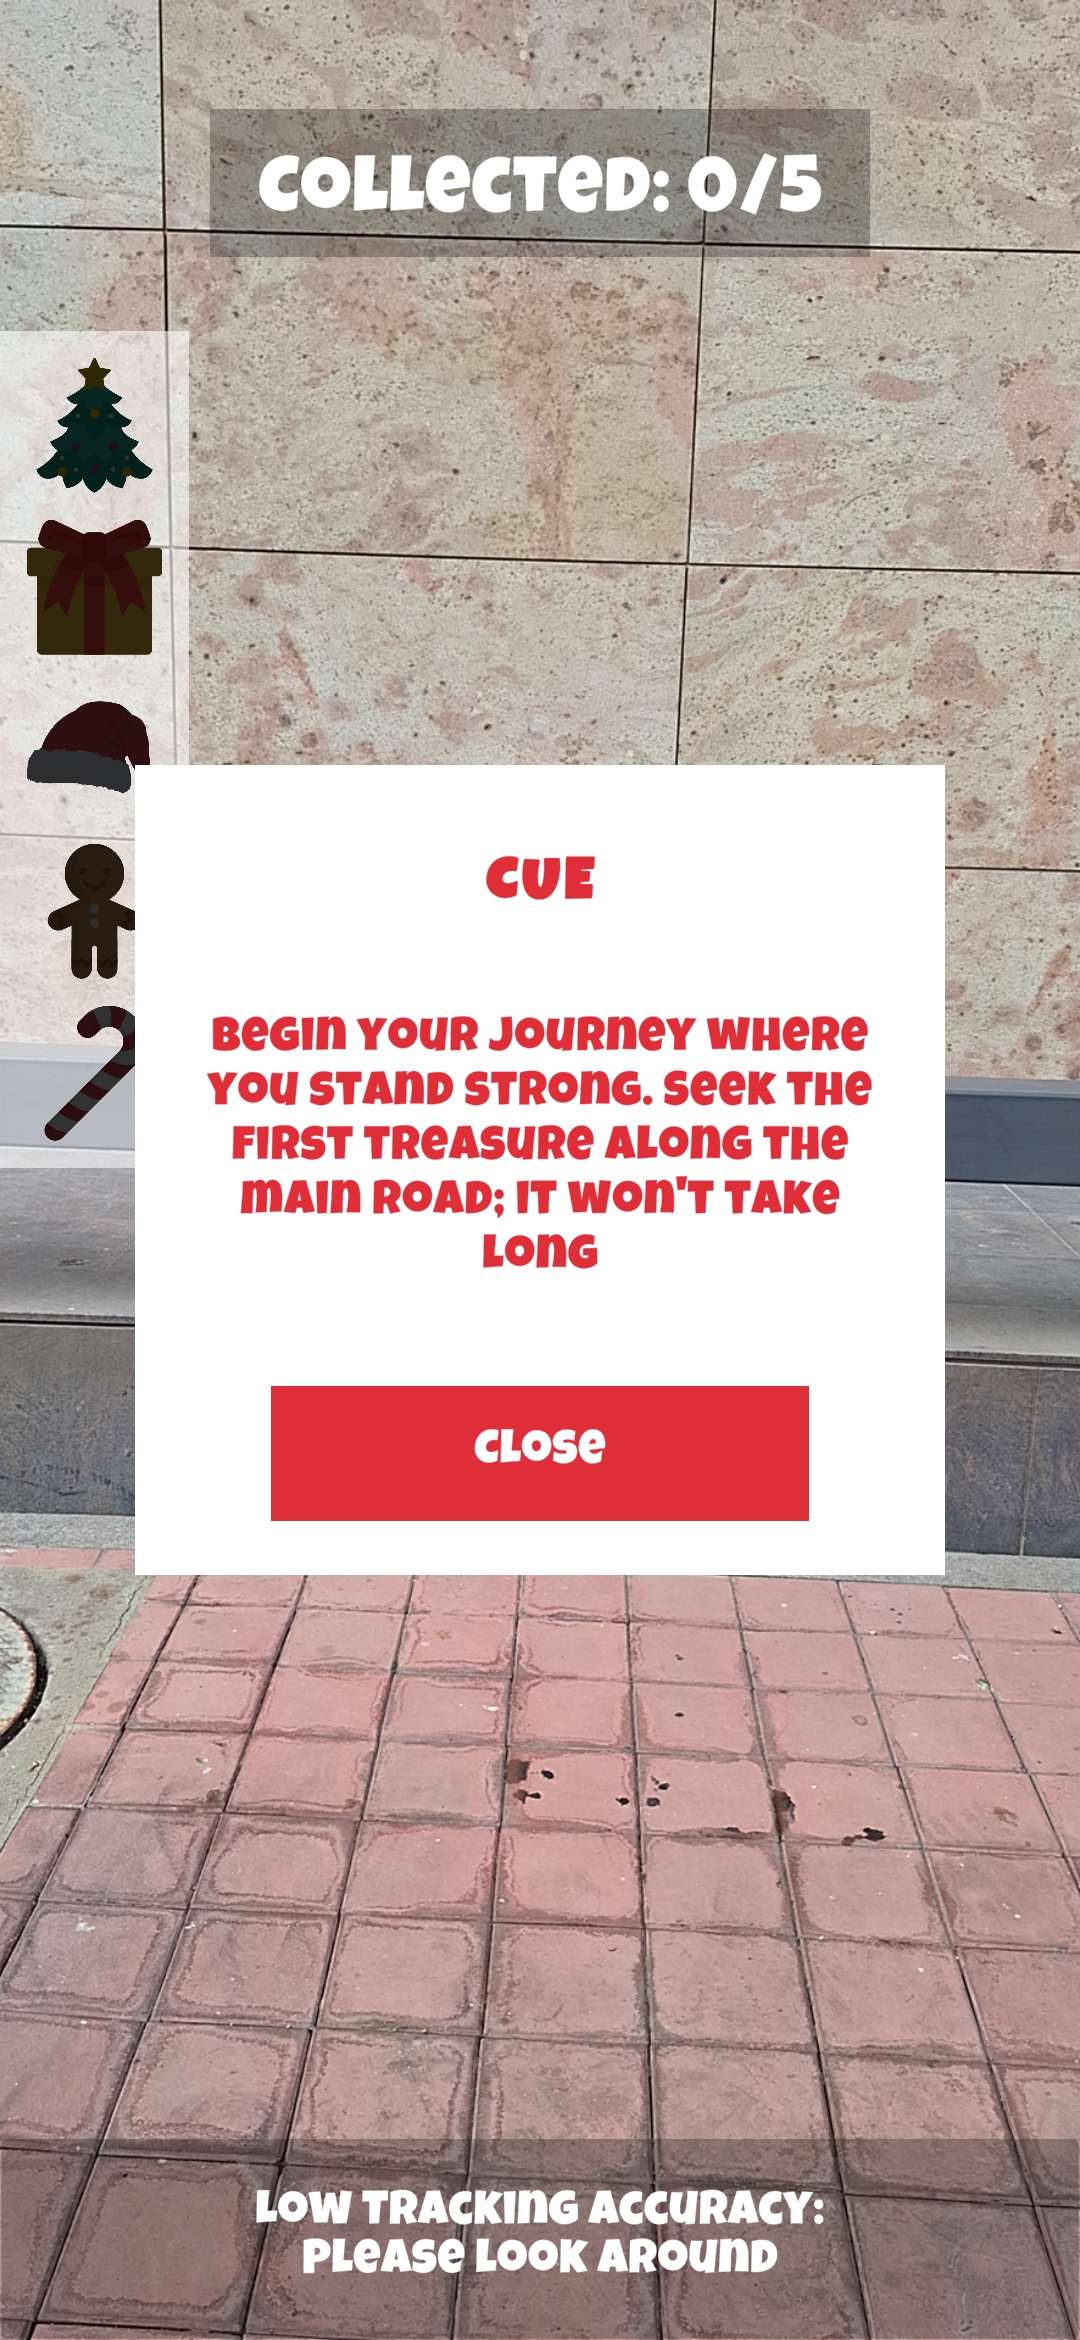 COLLECTED: 0/5
CUE
BEGIN YOUR JOURNEY WHERE
YOU STAND STRONG. SEEK THE
FIRST TREASURE ALONG THE
MAIN ROAD; IT WON'T TAKE
LONG
CLOSE
LOW TRACKING ACCURACY:
PLEASE LOOK AROUND